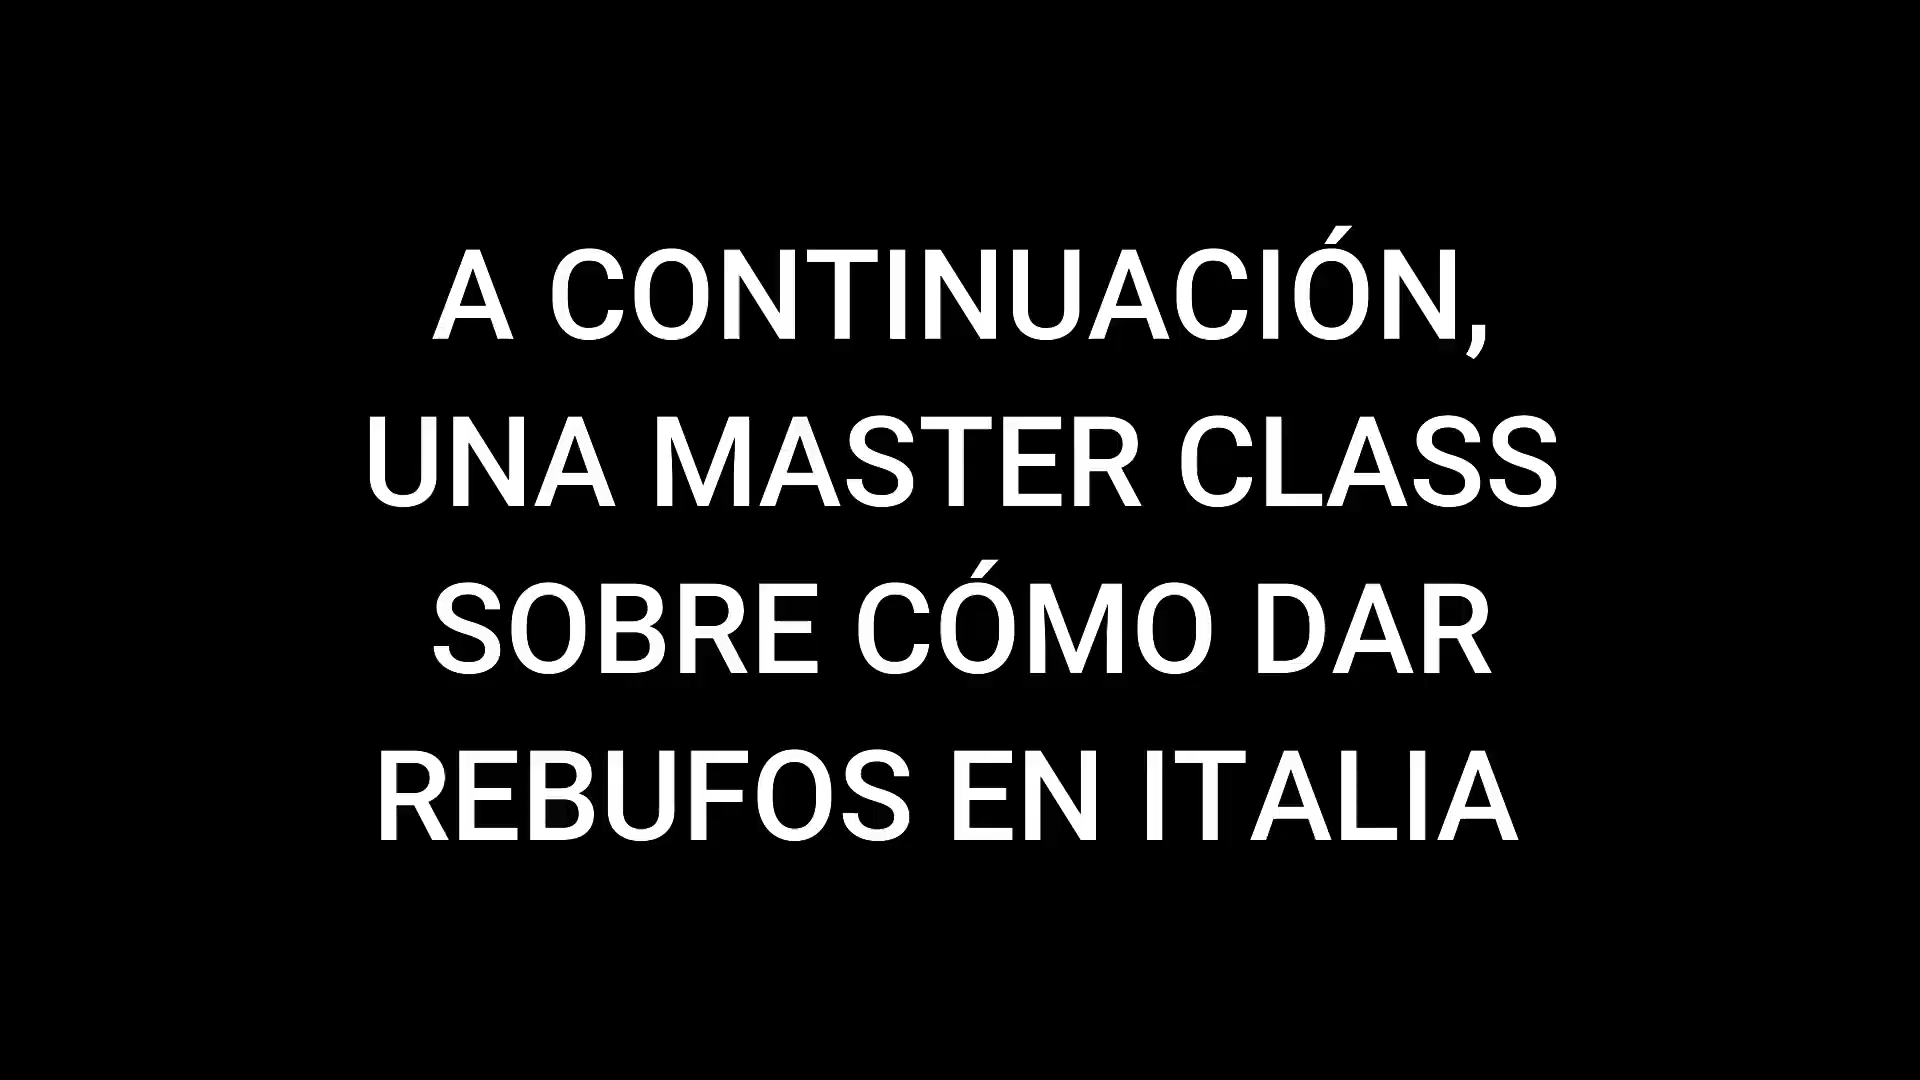 A CONTINUACIÓN,
UNA MASTER CLASS
SOBRE CÓMO DAR
REBUFOS EN ITALIA